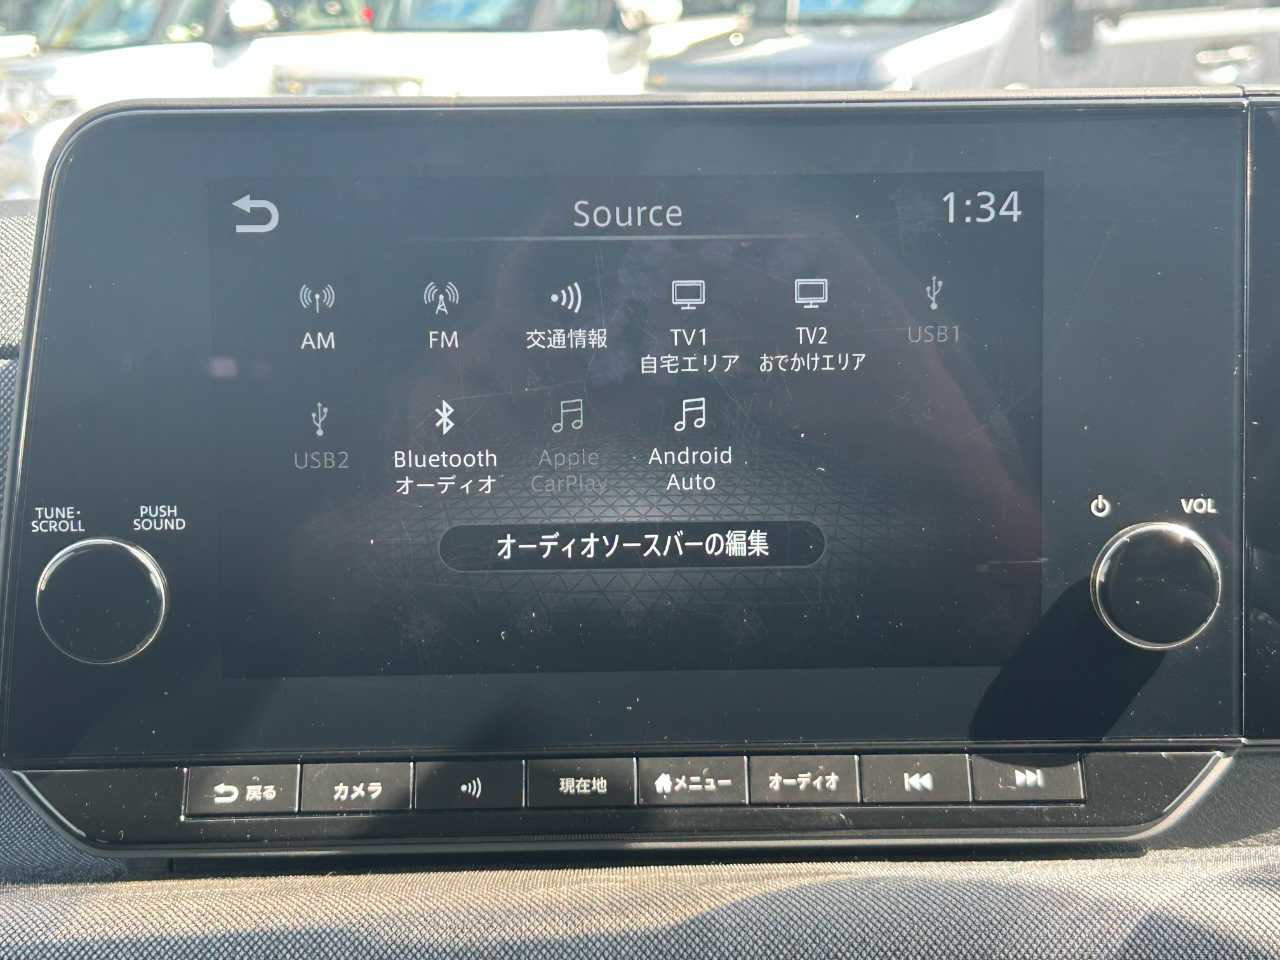 Source
1:34
AM
FM
交通情報
TV1
自宅エリア
TV2
おでかけエリア
USB1
USB2
Bluetooth
オーディオ
Apple
CarPlay
Android
Auto
オーディオソースバーの編集
TUNE・
SCROLL
PUSH
SOUND
VOL
戻る
カメラ
現在地
メニュー
オーディオ